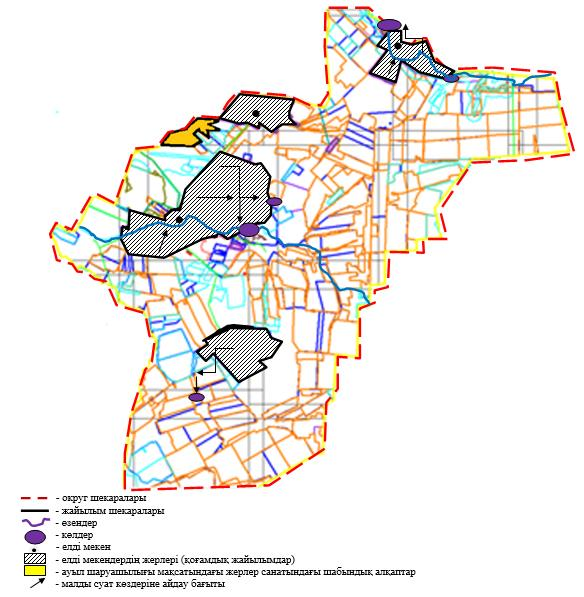 - округ шекаралары
- жайылым шекаралары
- өзендер
- көлдер
- елді мекен
- елді мекендердің жерлері (қоғамдық жайылымдар)
- ауыл шаруашылығы мақсатындағы жерлер санатындағы шабындық алқаптар
- малды суат көздеріне айдау бағыты